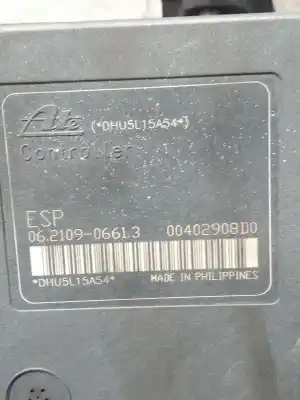 Ate (*DHU5L15A54*)
Controller
ESP
06.2109-0661.3 00402908D0
*DHU5L15A54* MADE IN PHILIPPINES